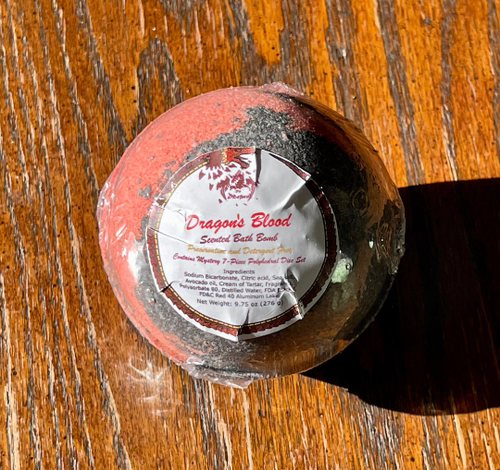 Dragon's Blood
Scented Bath Bomb
Preservative and Detergent Free
Contains Mystery 7-Piece Polyhedral Dice Set
Ingredients
Sodium Bicarbonate, Citric acid, Sea
Avocado oil, Cream of Tartar,
Polysorbate 80, Distilled Water, FDA
FD&C Red 40 Aluminum Lake
Net Weight: 9.75 oz (276 g)